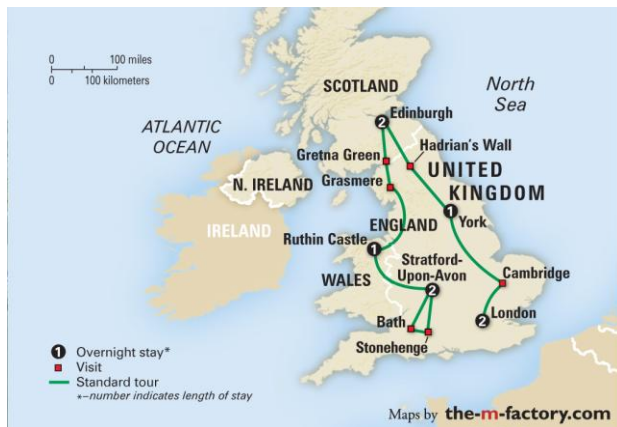 0 100 miles
0 100 kilometers
SCOTLAND
North
Sea
Edinburgh
ATLANTIC
OCEAN
Hadrian's Wall
Gretna Green
UNITED
KINGDOM
Grasmere
N. IRELAND
York
ENGLAND
IRELAND
Ruthin Castle
Stratford-
Upon-Avon
Cambridge
WALES
London
Bath
Stonehenge
2
1
1
2
2
1 Overnight stay*
Visit
Standard tour
*–number indicates length of stay
Maps by the-m-factory.com